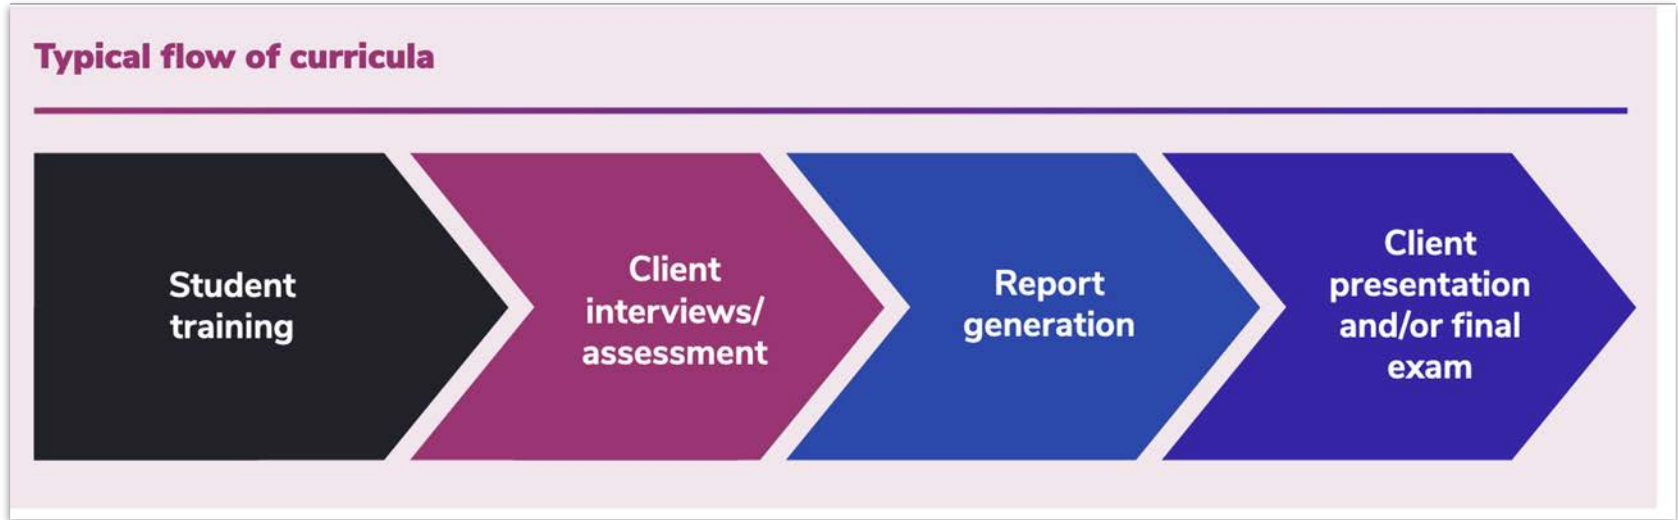 Typical flow of curricula
Student
training
Client
interviews/
assessment
Report
generation
Client
presentation
and/or final
exam